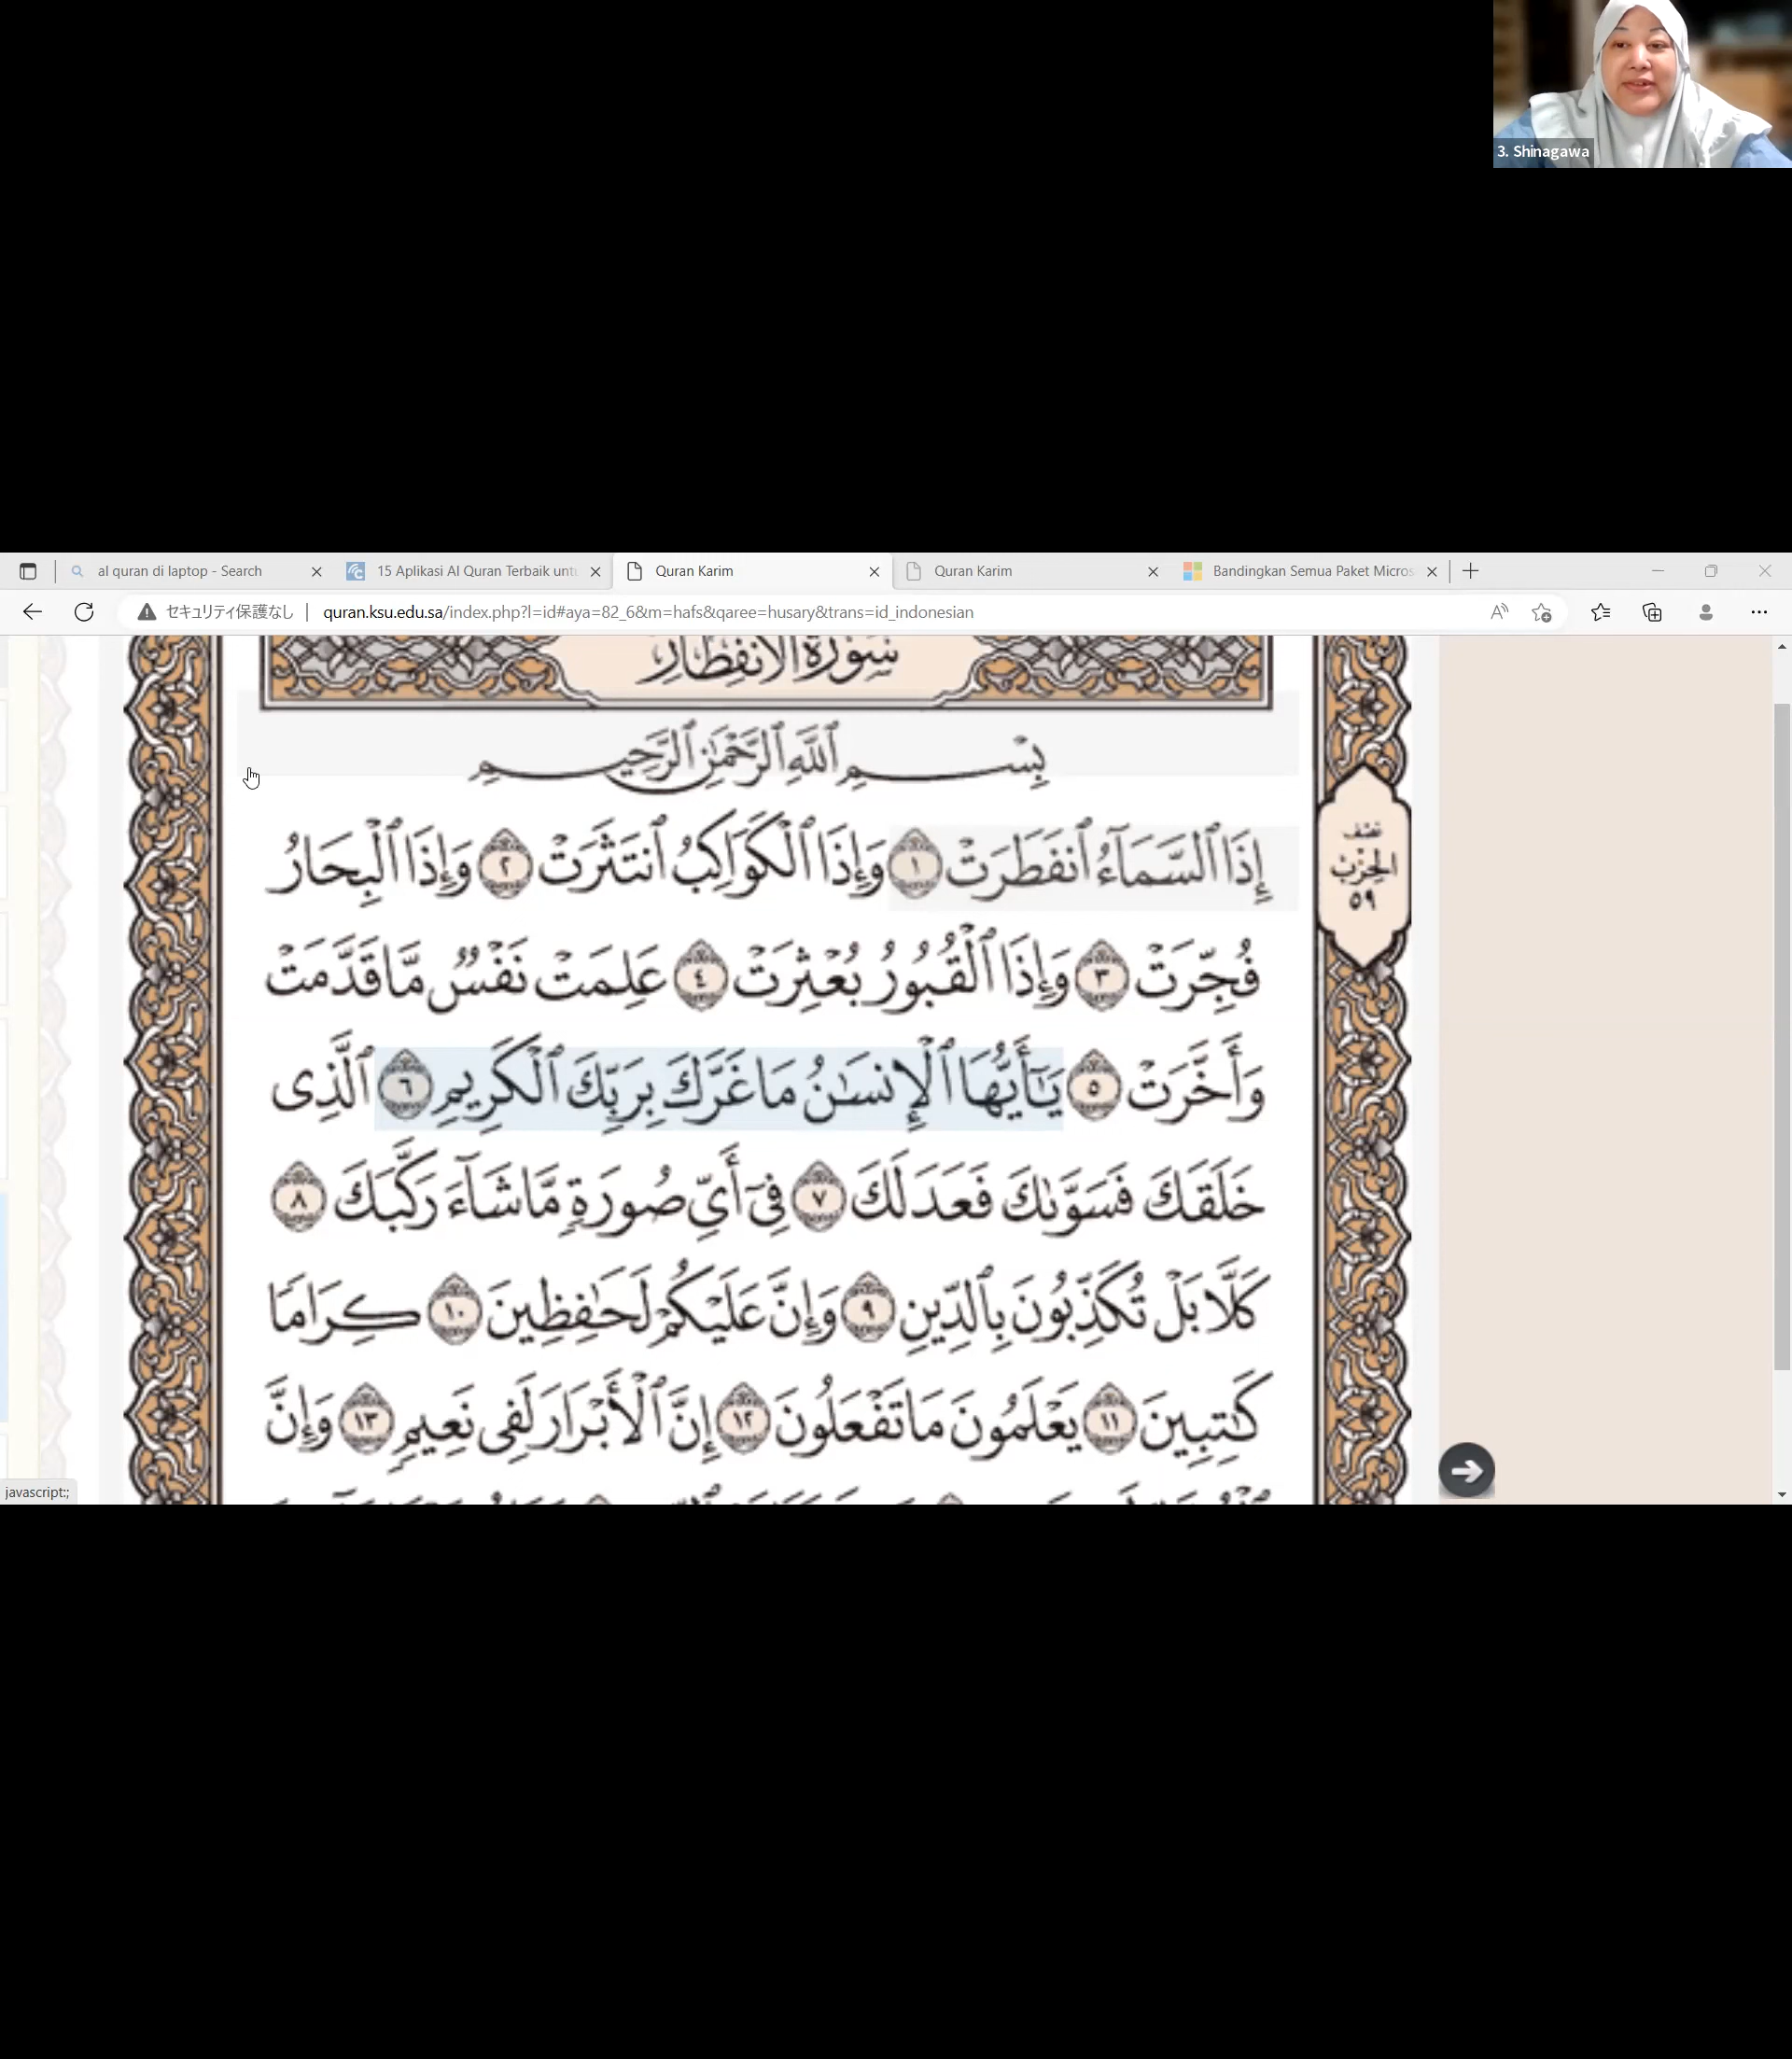 3. Shinagawa
al quran di laptop - Search
15 Aplikasi Al Quran Terbaik untu
Quran Karim
Quran Karim
Bandingkan Semua Paket Micros
セキュリティ保護なし
quran.ksu.edu.sa/index.php?l=id#aya=82_6&m=hafs&qaree=husary&trans=id_indonesian
سُورَةُ الانفِطَارِ
بِسْمِ ٱللَّهِ ٱلرَّحْمَٰنِ ٱلرَّحِيمِ
إِذَا ٱلسَّمَآءُ ٱنفَطَرَتْ ١ وَإِذَا ٱلْكَوَاكِبُ ٱنتَثَرَتْ ٢ وَإِذَا ٱلْبِحَارُ
فُجِّرَتْ ٣ وَإِذَا ٱلْقُبُورُ بُعْثِرَتْ ٤ عَلِمَتْ نَفْسٌ مَّا قَدَّمَتْ
وَأَخَّرَتْ ٥ يَٰٓأَيُّهَا ٱلْإِنسَٰنُ مَا غَرَّكَ بِرَبِّكَ ٱلْكَرِيمِ ٦ ٱلَّذِى
خَلَقَكَ فَسَوَّىٰكَ فَعَدَلَكَ ٧ فِىٓ أَىِّ صُورَةٍ مَّا شَآءَ رَكَّبَكَ ٨
كَلَّا بَلْ تُكَذِّبُونَ بِٱلدِّينِ ٩ وَإِنَّ عَلَيْكُمْ لَحَٰفِظِينَ ١٠ كِرَامًا
كَٰتِبِينَ ١١ يَعْلَمُونَ مَا تَفْعَلُونَ ١٢ إِنَّ ٱلْأَبْرَارَ لَفِى نَعِيمٍ ١٣ وَإِنَّ
نِصْفُ
الحِزْبُ
٥٩
javascript:;